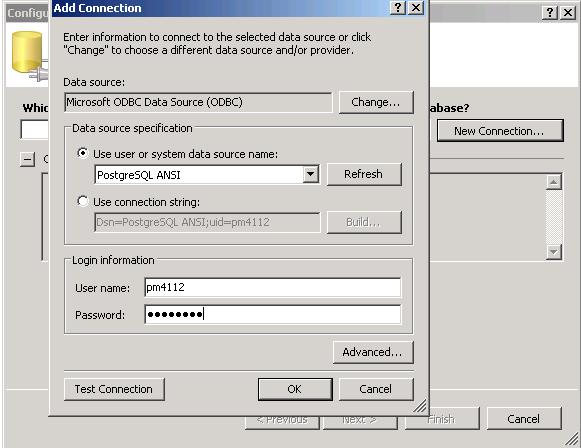 Configu
Add Connection
Enter information to connect to the selected data source or click
"Change" to choose a different data source and/or provider.
Data source:
Microsoft ODBC Data Source (ODBC)
Change...
Whic
abase?
New Connection...
Data source specification
Use user or system data source name:
PostgreSQL ANSI
Refresh
Use connection string:
Dsn=PostgreSQL ANSI;uid=pm4112
Build...
Login information
User name:
pm4112
Password:
●●●●●●●●
Advanced...
Test Connection
OK
Cancel
< Previous
Next >
Finish
Cancel